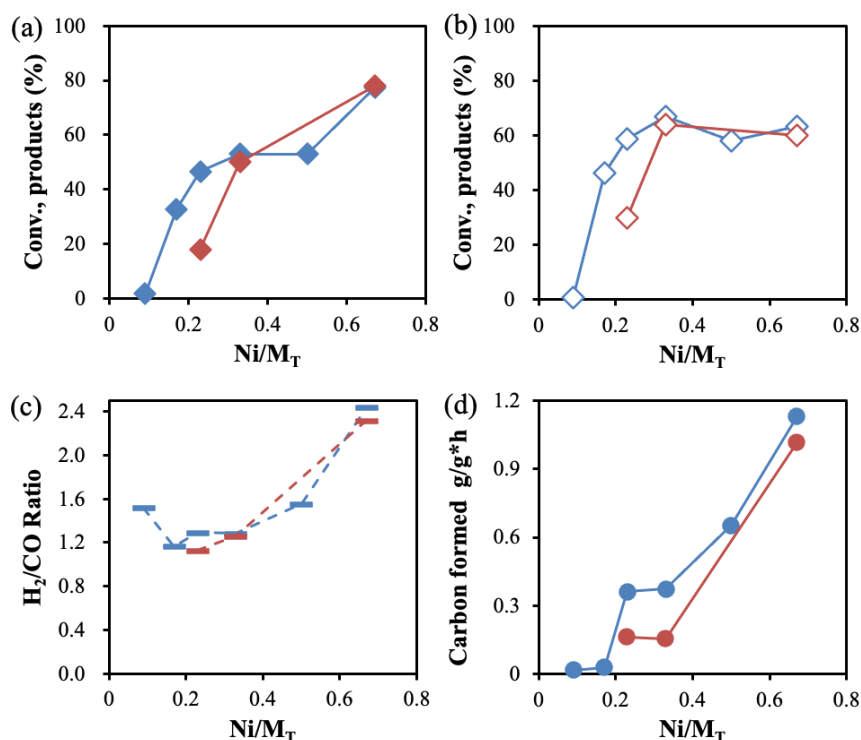 (a)
100
80
60
40
20
0
Conv., products (%)
0 0.2 0.4 0.6 0.8
Ni/M_T
(b)
100
80
60
40
20
0
Conv., products (%)
0 0.2 0.4 0.6 0.8
Ni/M_T
(c)
2.4
2.0
1.6
1.2
0.8
0.4
0.0
H₂/CO Ratio
0 0.2 0.4 0.6 0.8
Ni/M_T
(d)
1.2
0.9
0.6
0.3
0
Carbon formed g/g*h
0 0.2 0.4 0.6 0.8
Ni/M_T